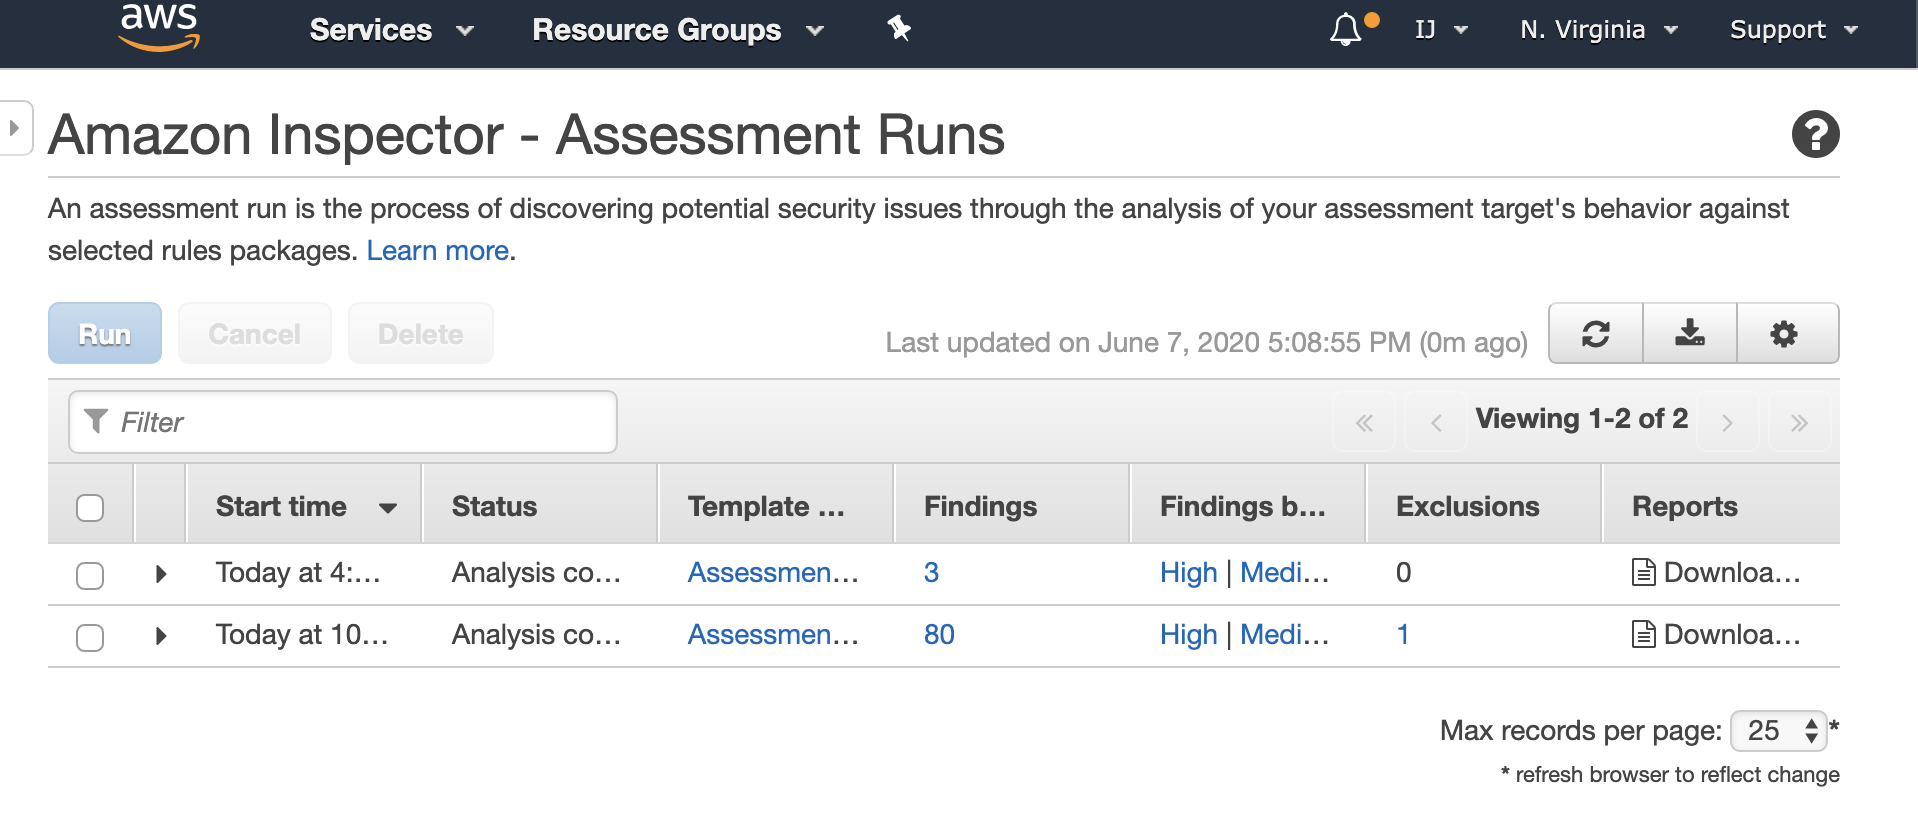 aws Services Resource Groups IJ N. Virginia Support
Amazon Inspector - Assessment Runs ?
An assessment run is the process of discovering potential security issues through the analysis of your assessment target's behavior against
selected rules packages. Learn more.
Run Cancel Delete Last updated on June 7, 2020 5:08:55 PM (0m ago)
Filter « ‹ Viewing 1-2 of 2 › »
Start time Status Template ... Findings Findings b... Exclusions Reports
Today at 4:... Analysis co... Assessmen... 3 High | Medi... 0 Downloa...
Today at 10... Analysis co... Assessmen... 80 High | Medi... 1 Downloa...
Max records per page: 25 *
* refresh browser to reflect change